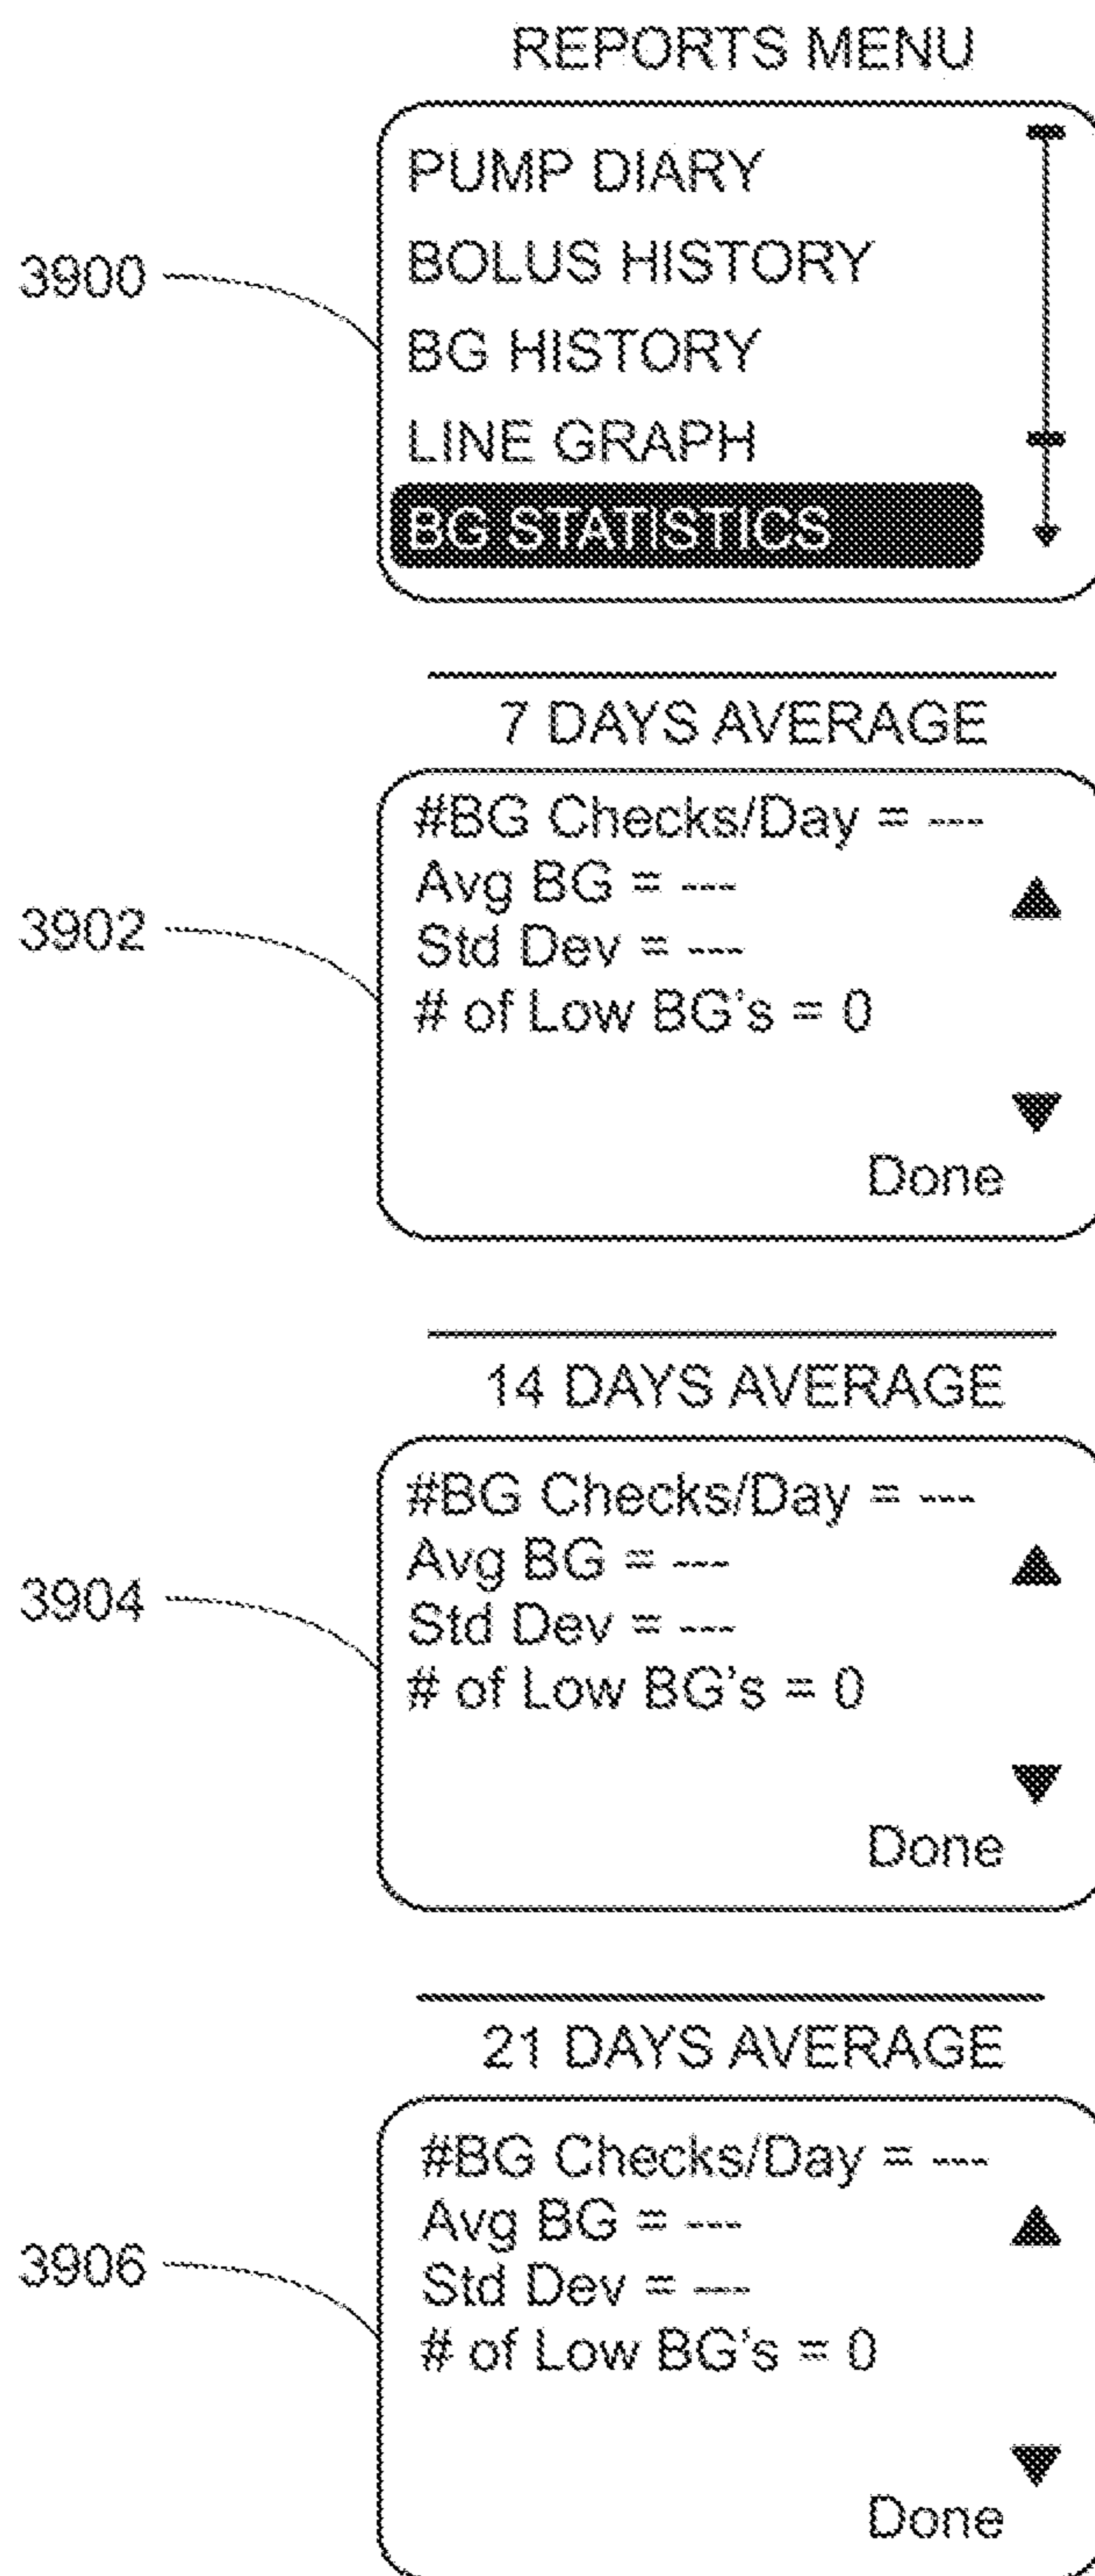 REPORTS MENU
PUMP DIARY
BOLUS HISTORY
3900
BG HISTORY
LINE GRAPH
BG STATISTICS
7 DAYS AVERAGE
#BG Checks/Day = ---
Avg BG = ---
3902
Std Dev = ---
# of Low BG's = 0
Done
14 DAYS AVERAGE
#BG Checks/Day = ---
Avg BG = ---
3904
Std Dev = ---
# of Low BG's = 0
Done
21 DAYS AVERAGE
#BG Checks/Day = ---
Avg BG = ---
3906
Std Dev = ---
# of Low BG's = 0
Done